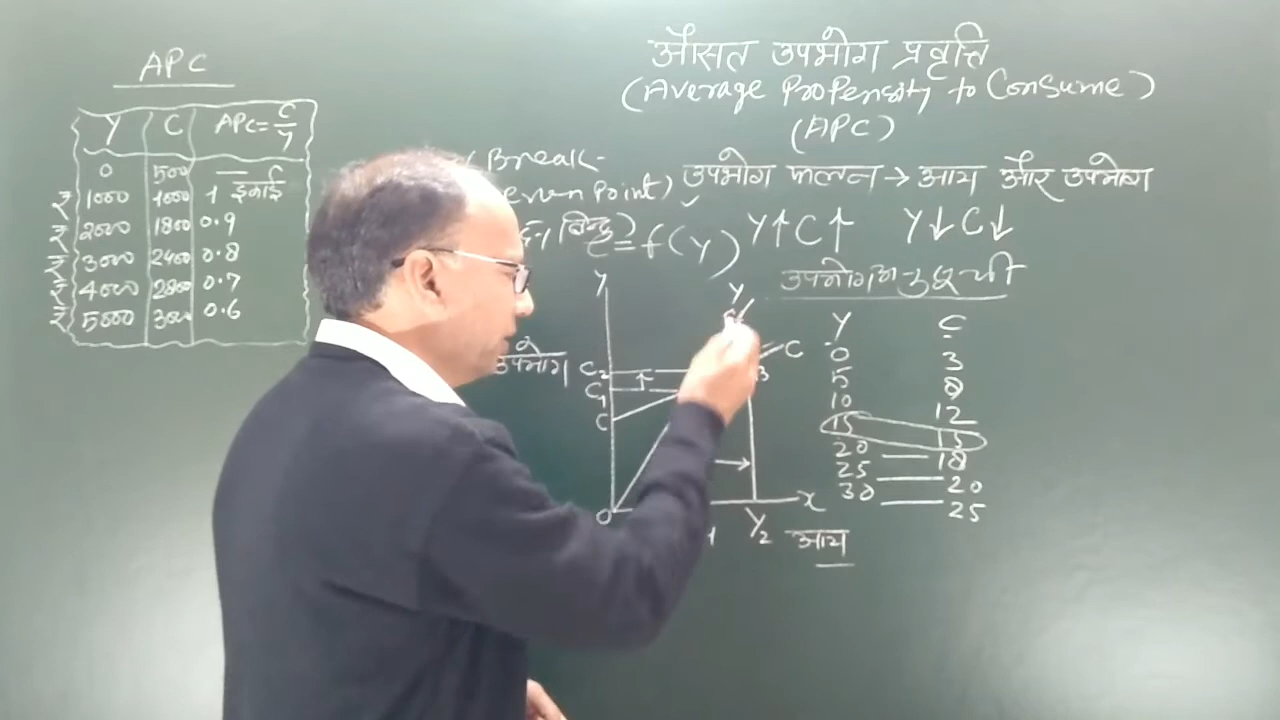 APC
Y C APC = C/Y
0 500 —
₹ 1000 1000 1 इकाई
₹ 2000 1800 0.9
₹ 3000 2400 0.8
₹ 4000 2800 0.7
₹ 5000 3000 0.6
औसत उपभोग प्रवृत्ति
(Average Propensity to Consume)
(APC)
(Break-
even Point)
बिन्दु)
उपभोग फलन → आय और उपभोग
C = f(Y) Y↑ C↑ Y↓ C↓
उपभोग अनुसूची
Y C
0 3
5 8
10 12
15 15
20 — 18
25 — 20
30 — 25
Y
Y
C
उपभोग
C2
C1
C
B
O
X
Y2
आय